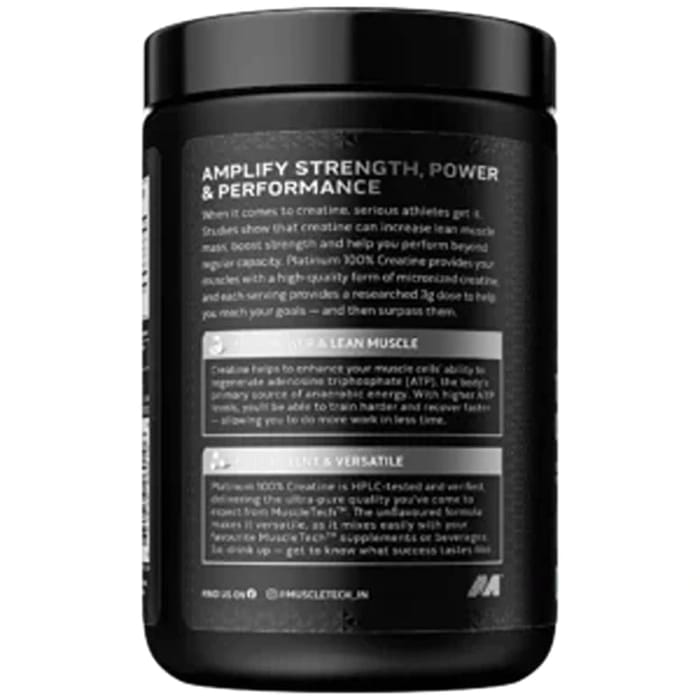 AMPLIFY STRENGTH, POWER
& PERFORMANCE
When it comes to creatine, serious athletes get it.
Studies show that creatine can increase lean muscle
mass, boost strength and help you perform beyond
regular capacity. Platinum 100% Creatine provides your
muscles with a high-quality form of micronized creatine
and each serving provides a researched 3g dose to help
you reach your goals — and then surpass them.
& LEAN MUSCLE
Creatine helps to enhance your muscle cells' ability to
regenerate adenosine triphosphate (ATP), the body's
primary source of anaerobic energy. With higher ATP
levels, you'll be able to train harder and recover faster
— allowing you to do more work in less time.
& VERSATILE
Platinum 100% Creatine is HPLC-tested and verified,
delivering the ultra-pure quality you've come to
expect from MuscleTech™. The unflavoured formula
makes it versatile, as it mixes easily with your
favourite MuscleTech™ supplements or beverages.
So, drink up — get to know what success tastes like!
FIND US ON @MUSCLETECH_IN